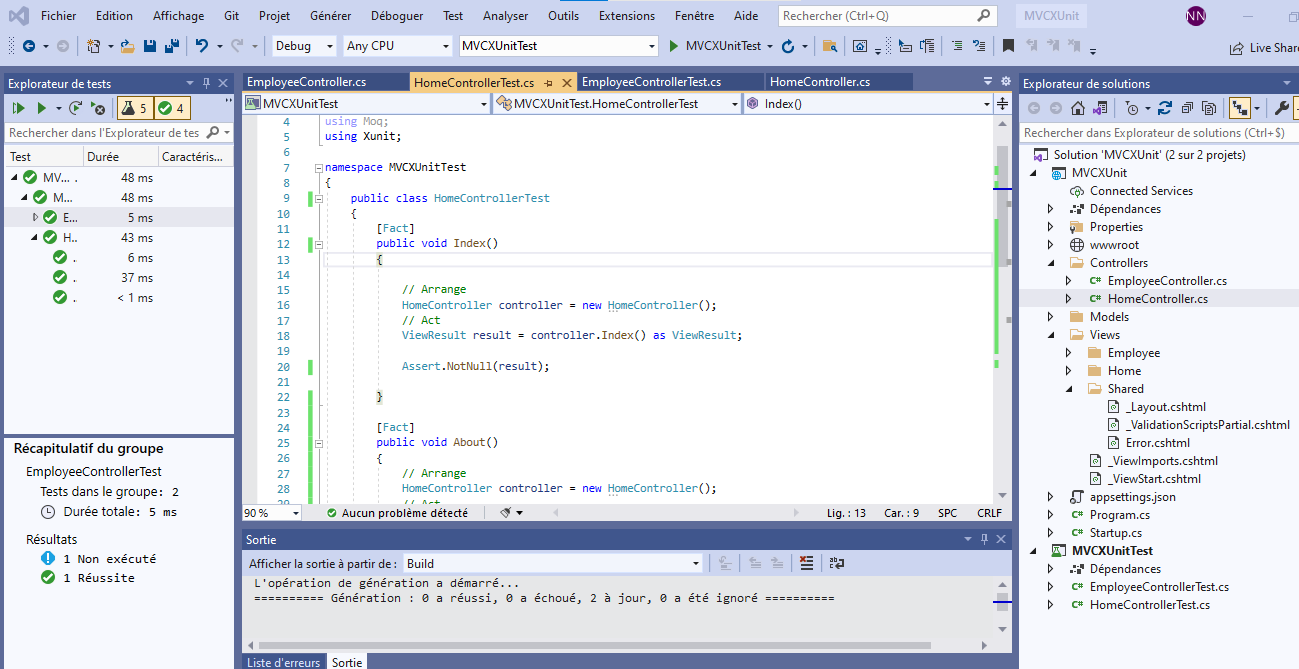 Fichier Edition Affichage Git Projet Générer Déboguer Test Analyser Outils Extensions Fenêtre Aide Rechercher (Ctrl+Q) MVCXUnit NN
Debug Any CPU MVCXUnitTest MVCXUnitTest Live Share
Explorateur de tests
5 4
Rechercher dans l'Explorateur de tes
Test Durée Caractéris...
MV... . 48 ms
M... 48 ms
E... 5 ms
H.. 43 ms
. 6 ms
. 37 ms
. < 1 ms
Récapitulatif du groupe
EmployeeControllerTest
Tests dans le groupe: 2
Durée totale: 5 ms
Résultats
1 Non exécuté
1 Réussite
EmployeeController.cs HomeControllerTest.cs EmployeeControllerTest.cs HomeController.cs
MVCXUnitTest MVCXUnitTest.HomeControllerTest Index()
4 using Moq;
5 using Xunit;
6
7 namespace MVCXUnitTest
8 {
9 public class HomeControllerTest
10 {
11 [Fact]
12 public void Index()
13 {
14
15 // Arrange
16 HomeController controller = new HomeController();
17 // Act
18 ViewResult result = controller.Index() as ViewResult;
19
20 Assert.NotNull(result);
21
22 }
23
24 [Fact]
25 public void About()
26 {
27 // Arrange
28 HomeController controller = new HomeController();
29 // Act
90 % Aucun problème détecté Lig. : 13 Car. : 9 SPC CRLF
Sortie
Afficher la sortie à partir de : Build
L'opération de génération a démarré...
========== Génération : 0 a réussi, 0 a échoué, 2 à jour, 0 a été ignoré ==========
Liste d'erreurs Sortie
Explorateur de solutions
Rechercher dans Explorateur de solutions (Ctrl+$)
Solution 'MVCXUnit' (2 sur 2 projets)
MVCXUnit
Connected Services
Dépendances
Properties
wwwroot
Controllers
C# EmployeeController.cs
C# HomeController.cs
Models
Views
Employee
Home
Shared
_Layout.cshtml
_ValidationScriptsPartial.cshtml
Error.cshtml
_ViewImports.cshtml
_ViewStart.cshtml
appsettings.json
C# Program.cs
C# Startup.cs
MVCXUnitTest
Dépendances
C# EmployeeControllerTest.cs
C# HomeControllerTest.cs